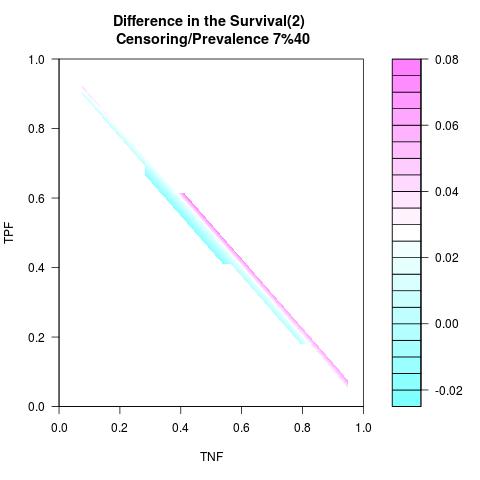 Difference in the Survival(2)
Censoring/Prevalence 7%40
1.0
0.8
0.6
0.4
0.2
0.0
TPF
0.0 0.2 0.4 0.6 0.8 1.0
TNF
0.08
0.06
0.04
0.02
0.00
-0.02